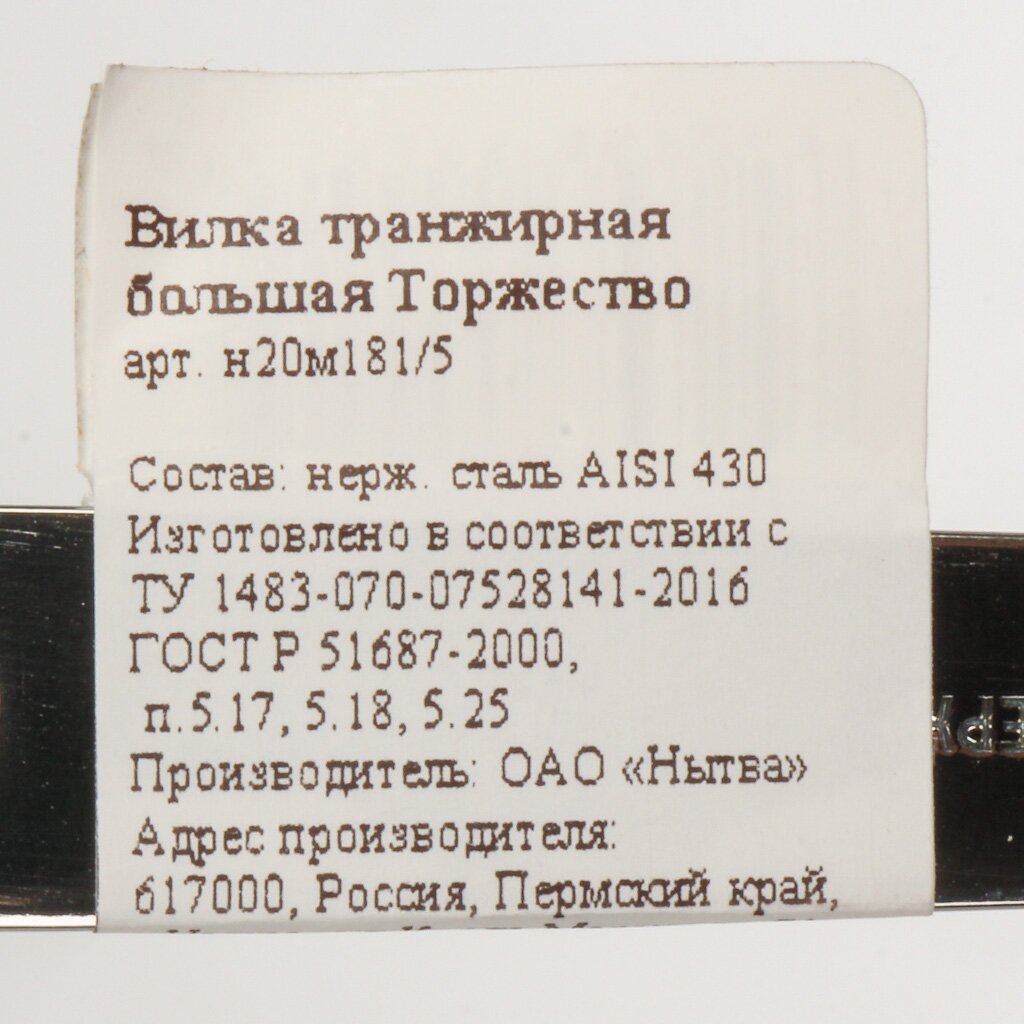 Вилка транжирная
большая Торжество
арт. н20м181/5
Состав: нерж. сталь AISI 430
Изготовлено в соответствии с
ТУ 1483-070-07528141-2016
ГОСТ Р 51687-2000,
п.5.17, 5.18, 5.25
Производитель: ОАО «Нытва»
Адрес производителя:
617000, Россия, Пермский край,